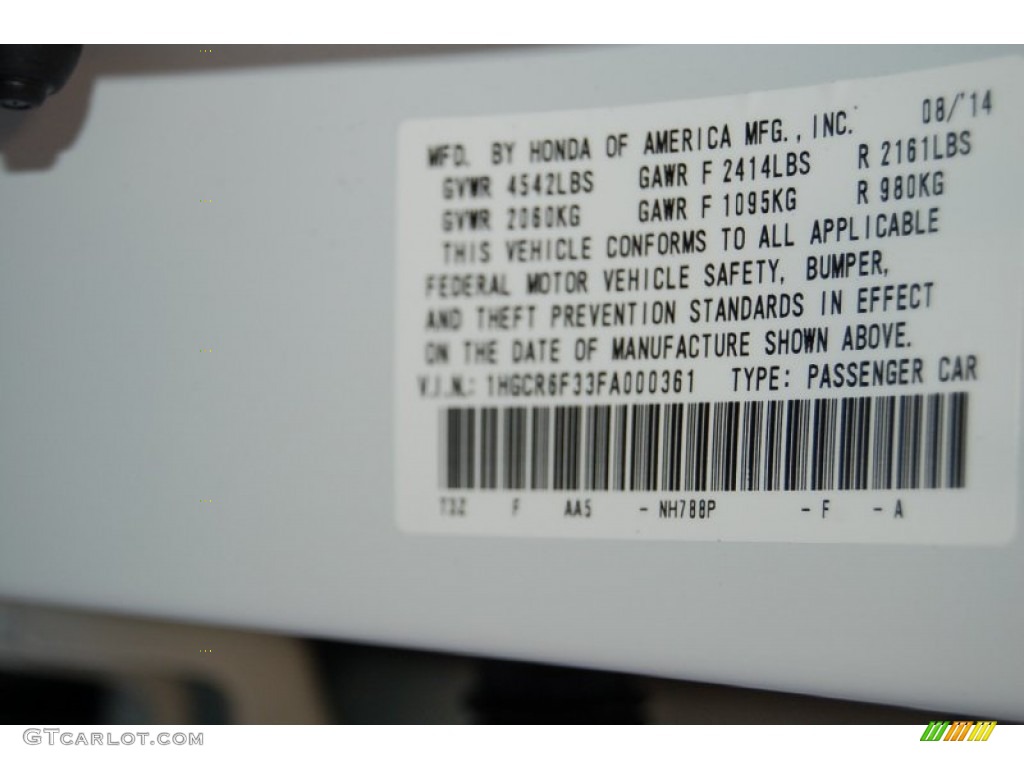 08/'14
MFD. BY HONDA OF AMERICA MFG., INC.
GVWR 4542LBS GAWR F 2414LBS R 2161LBS
GVWR 2060KG GAWR F 1095KG R 980KG
THIS VEHICLE CONFORMS TO ALL APPLICABLE
FEDERAL MOTOR VEHICLE SAFETY, BUMPER,
AND THEFT PREVENTION STANDARDS IN EFFECT
ON THE DATE OF MANUFACTURE SHOWN ABOVE.
V.I.N.: 1HGCR6F33FA000361 TYPE: PASSENGER CAR
T3Z F AA5 - NH788P - F - A
GTCARLOT.COM